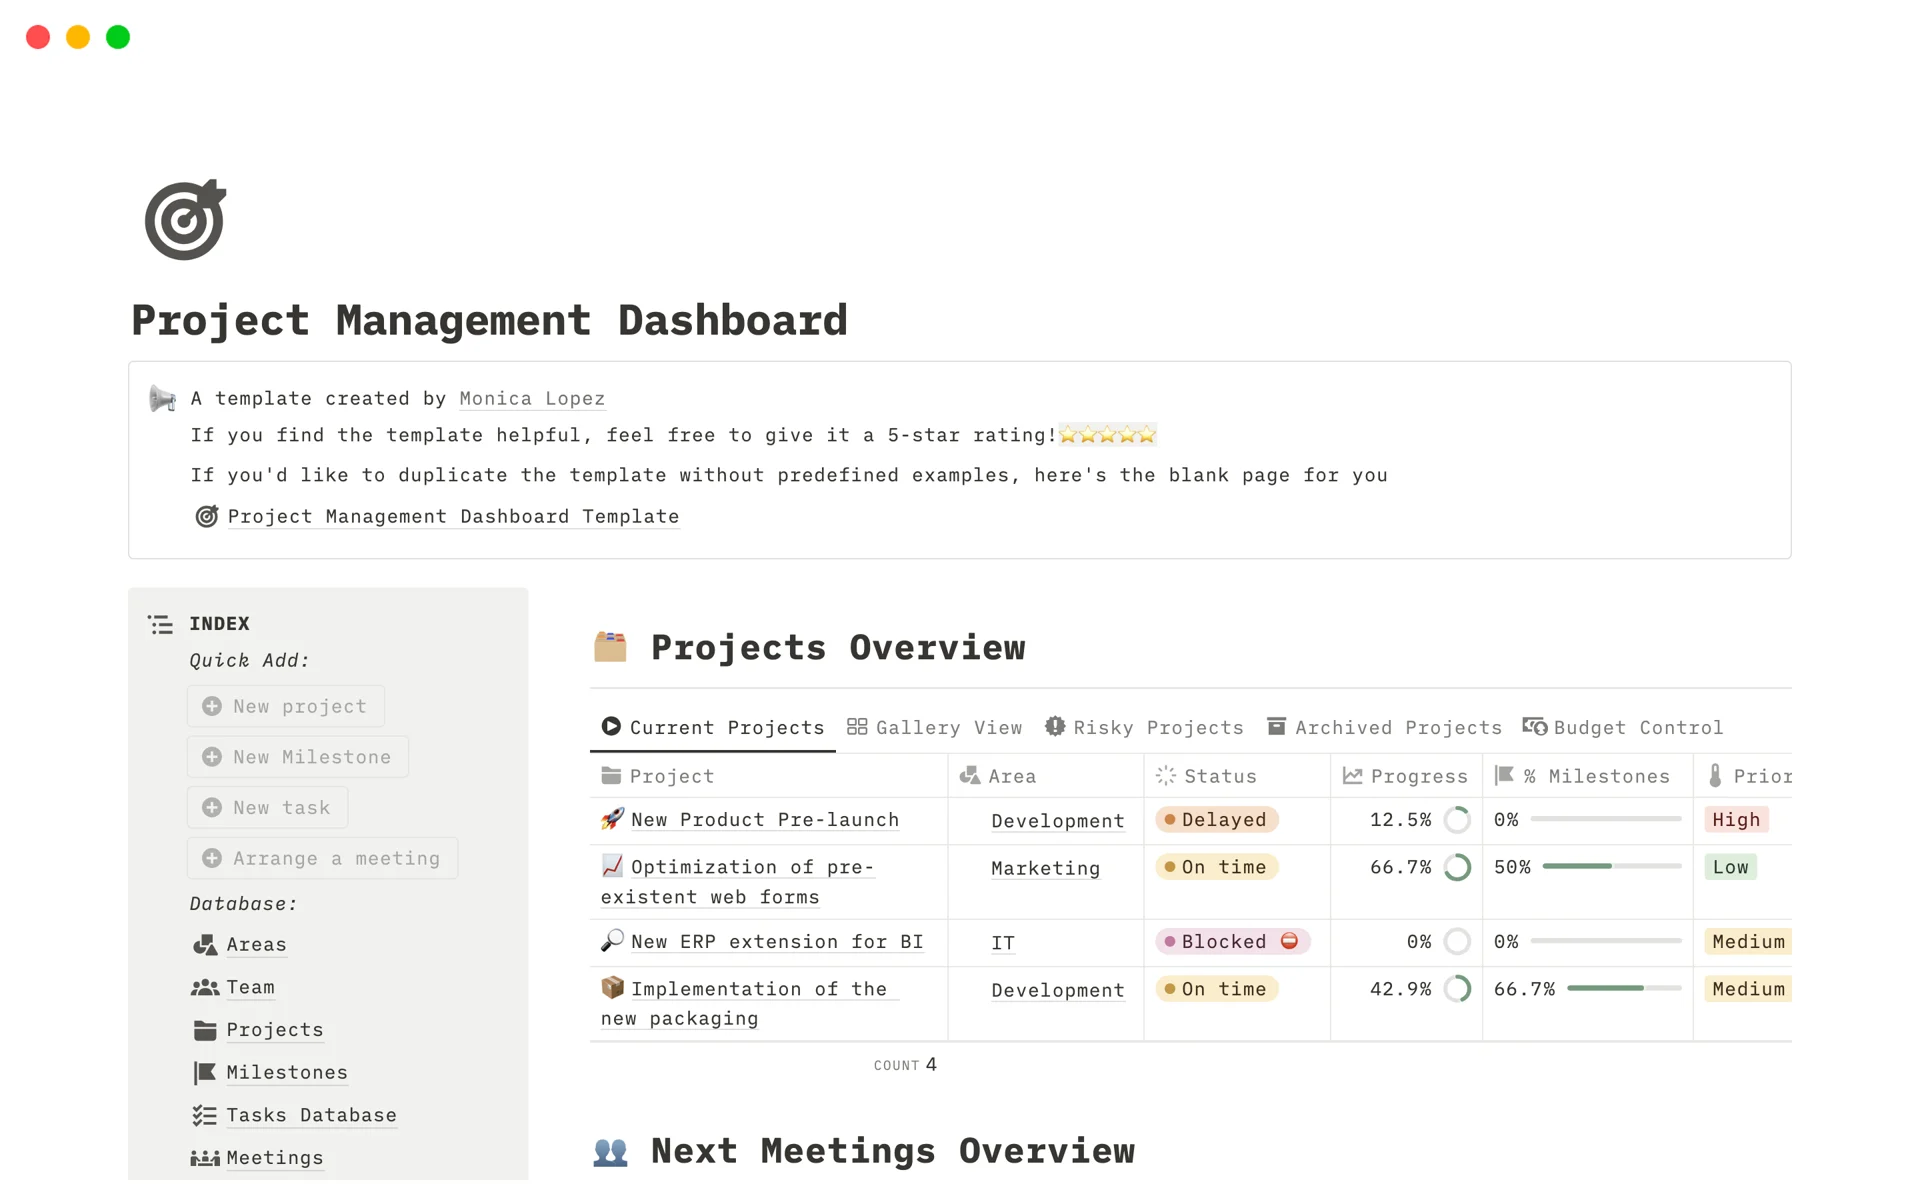 Project Management Dashboard
A template created by Monica Lopez
If you find the template helpful, feel free to give it a 5-star rating!⭐⭐⭐⭐⭐
If you'd like to duplicate the template without predefined examples, here's the blank page for you
Project Management Dashboard Template
INDEX
Quick Add:
New project
New Milestone
New task
Arrange a meeting
Database:
Areas
Team
Projects
Milestones
Tasks Database
Meetings
Projects Overview
Current Projects Gallery View Risky Projects Archived Projects Budget Control
Project Area Status Progress % Milestones Prior
New Product Pre-launch Development Delayed 12.5% 0% High
Optimization of pre- Marketing On time 66.7% 50% Low
existent web forms
New ERP extension for BI IT Blocked ⛔ 0% 0% Medium
Implementation of the Development On time 42.9% 66.7% Medium
new packaging
COUNT 4
Next Meetings Overview